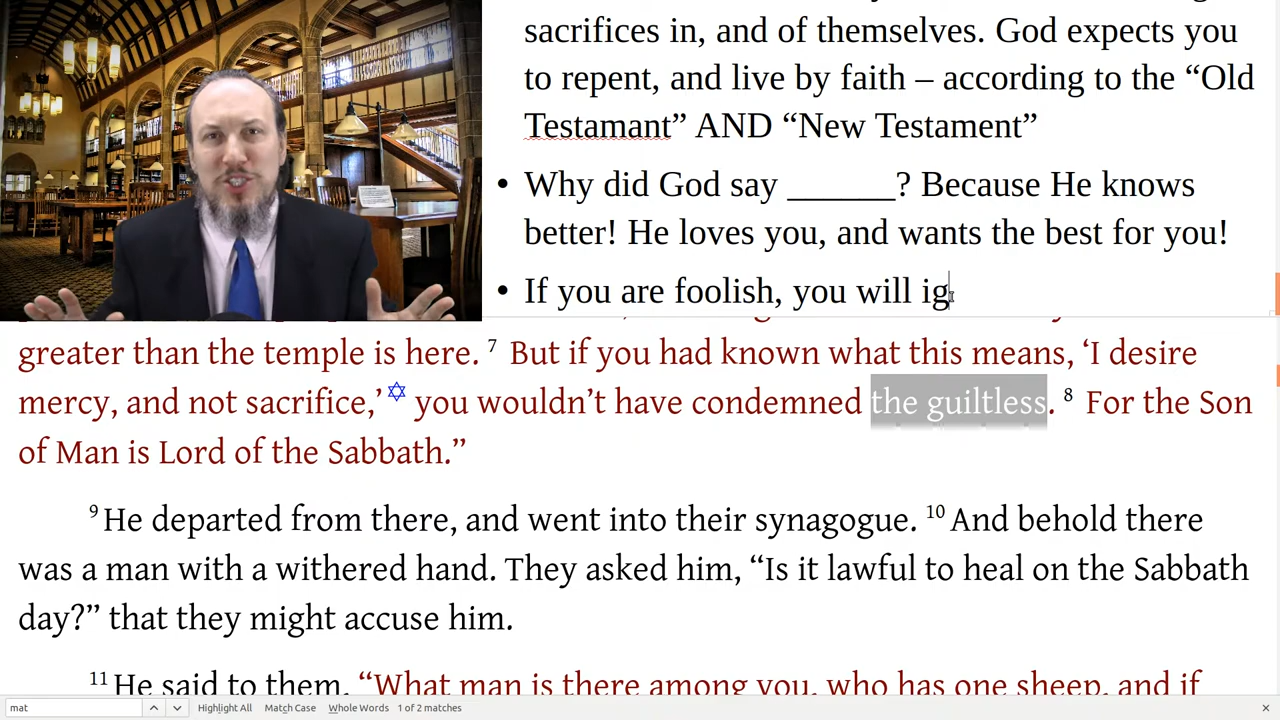 sacrifices in, and of themselves. God expects you
to repent, and live by faith – according to the “Old
Testamant” AND “New Testament”
• Why did God say ______? Because He knows
better! He loves you, and wants the best for you!
• If you are foolish, you will ig
greater than the temple is here. 7 But if you had known what this means, ‘I desire
mercy, and not sacrifice,’✡ you wouldn’t have condemned the guiltless. 8 For the Son
of Man is Lord of the Sabbath.”
9 He departed from there, and went into their synagogue. 10 And behold there
was a man with a withered hand. They asked him, “Is it lawful to heal on the Sabbath
day?” that they might accuse him.
11 He said to them, “What man is there among you, who has one sheep, and if
mat Highlight All Match Case Whole Words 1 of 2 matches